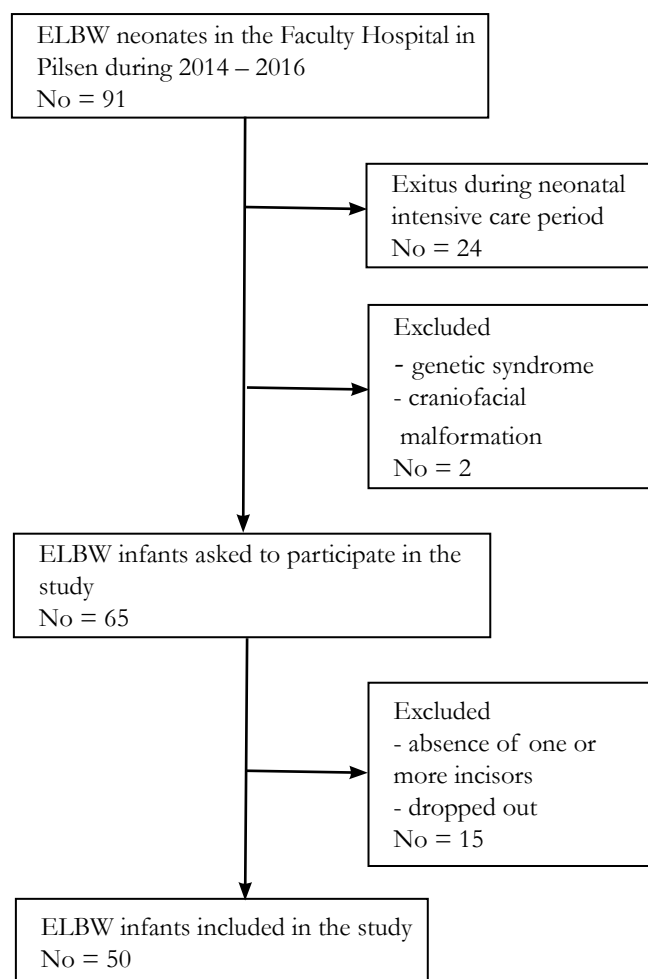 ELBW neonates in the Faculty Hospital in
Pilsen during 2014 – 2016
No = 91
Exitus during neonatal
intensive care period
No = 24
Excluded
- genetic syndrome
- craniofacial
malformation
No = 2
ELBW infants asked to participate in the
study
No = 65
Excluded
- absence of one or
more incisors
- dropped out
No = 15
ELBW infants included in the study
No = 50